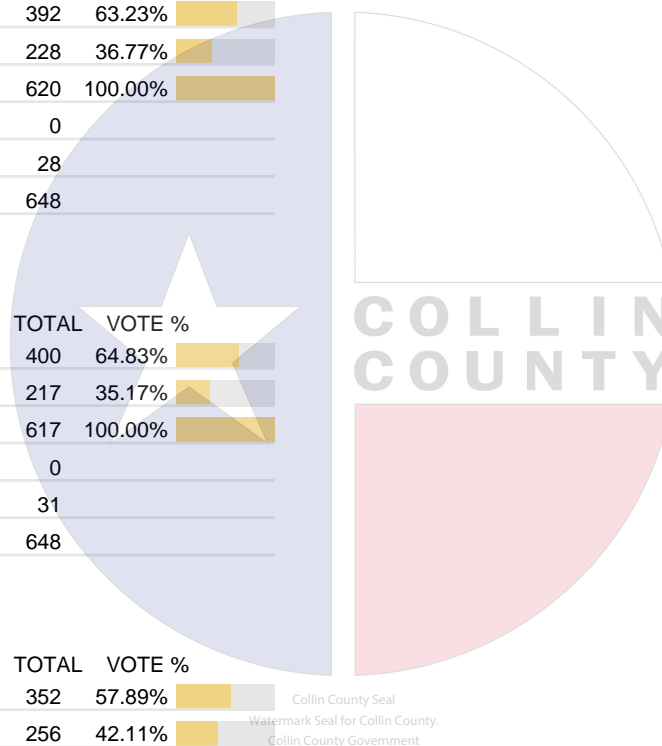 392 63.23%
228 36.77%
620 100.00%
0
28
648
TOTAL VOTE %
400 64.83%
217 35.17%
617 100.00%
0
31
648
TOTAL VOTE %
352 57.89%
256 42.11%
COLLIN
COUNTY
Collin County Seal
Watermark Seal for Collin County.
Collin County Government